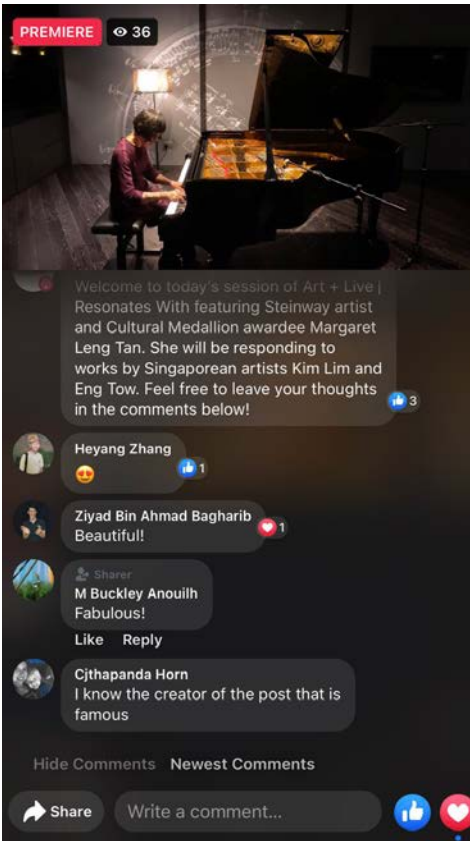 PREMIERE 36
Welcome to today's session of Art + Live |
Resonates With featuring Steinway artist
and Cultural Medallion awardee Margaret
Leng Tan. She will be responding to
works by Singaporean artists Kim Lim and
Eng Tow. Feel free to leave your thoughts
in the comments below!
3
Heyang Zhang
1
Ziyad Bin Ahmad Bagharib
1
Beautiful!
Sharer
M Buckley Anouilh
Fabulous!
Like Reply
Cjthapanda Horn
I know the creator of the post that is
famous
Hide Comments Newest Comments
Share Write a comment...